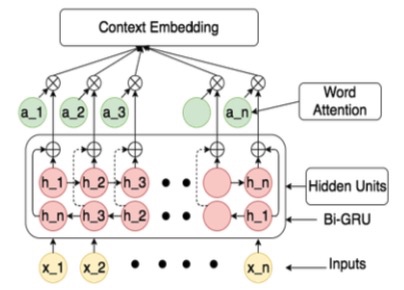 Context Embedding
a_1 a_2 a_3 a_n
Word
Attention
h_1 h_2 h_3 h_n
Hidden Units
h_n h_3 h_2 h_1
Bi-GRU
x_1 x_2 x_n
Inputs